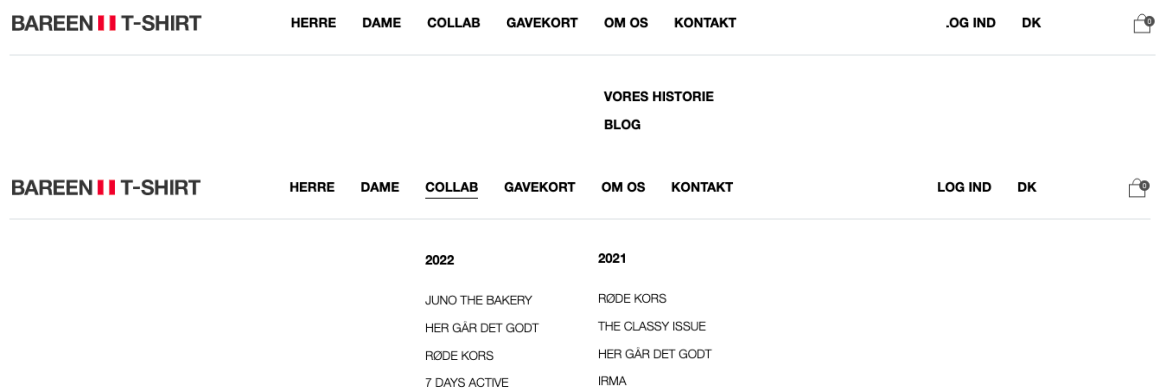 BAREEN T-SHIRT HERRE DAME COLLAB GAVEKORT OM OS KONTAKT .OG IND DK 0
VORES HISTORIE
BLOG
BAREEN T-SHIRT HERRE DAME COLLAB GAVEKORT OM OS KONTAKT LOG IND DK 0
2022 2021
JUNO THE BAKERY RØDE KORS
HER GÅR DET GODT THE CLASSY ISSUE
RØDE KORS HER GÅR DET GODT
7 DAYS ACTIVE IRMA